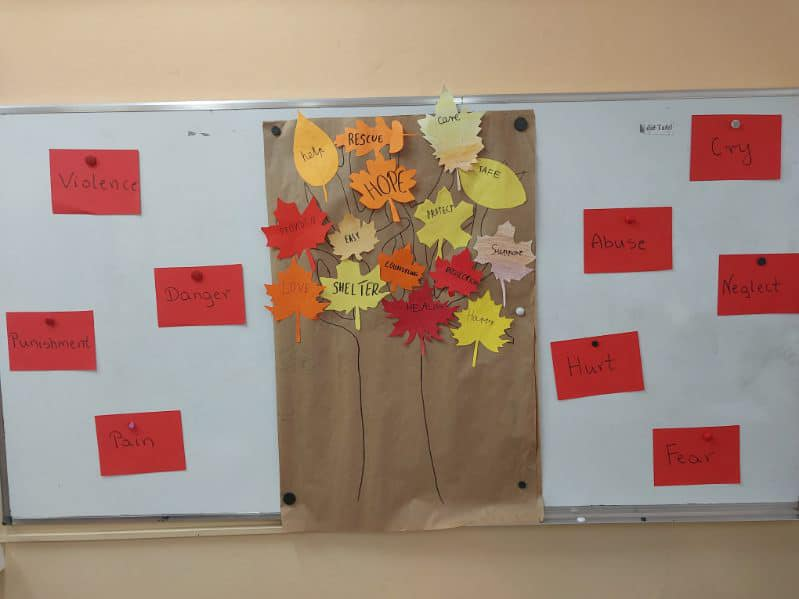 Violence
Danger
Punishment
Pain
help
RESCUE
care
HOPE
SAFE
EASY
PROTECT
SUPPORT
LOVE
SHELTER
COUNSELING
HEALING
Happy
Cry
Abuse
Neglect
Hurt
Fear